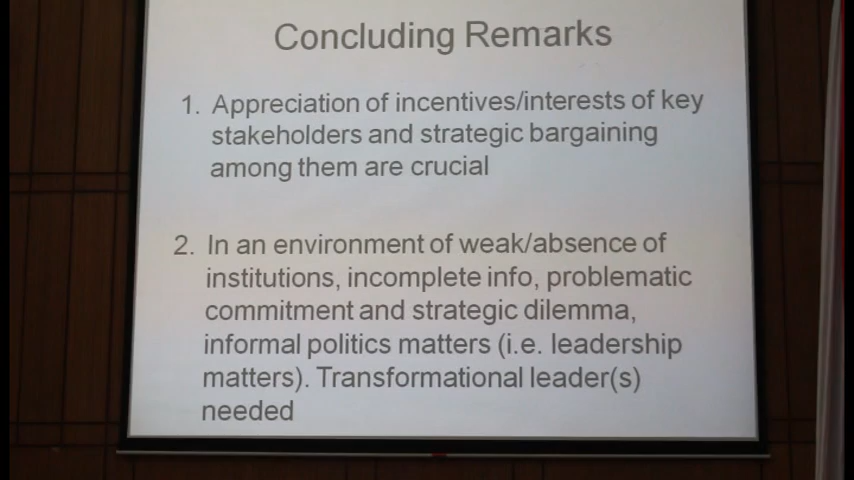 Concluding Remarks
1. Appreciation of incentives/interests of key
stakeholders and strategic bargaining
among them are crucial
2. In an environment of weak/absence of
institutions, incomplete info, problematic
commitment and strategic dilemma,
informal politics matters (i.e. leadership
matters). Transformational leader(s)
needed